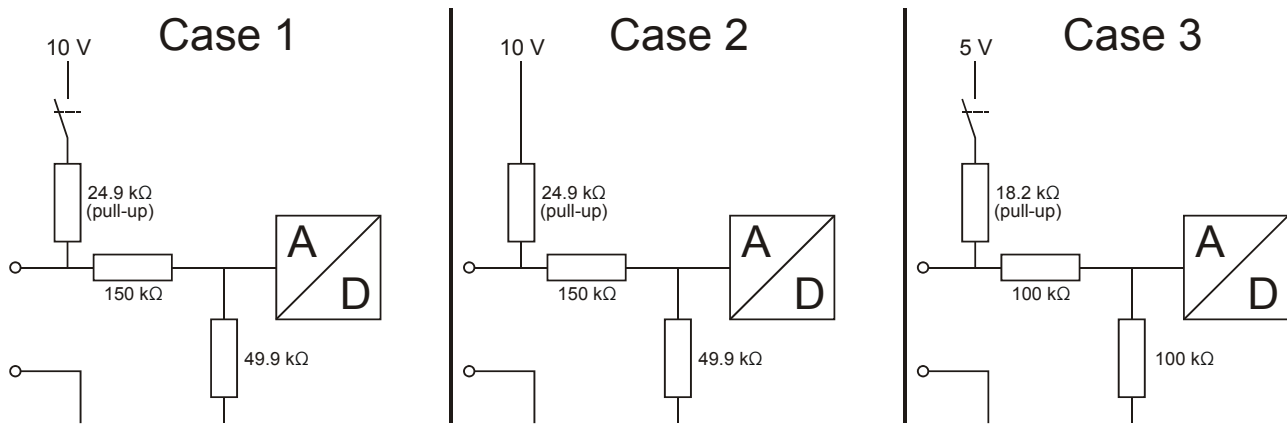 Case 1
10 V
24.9 kΩ
(pull-up)
150 kΩ
A
D
49.9 kΩ
Case 2
10 V
24.9 kΩ
(pull-up)
150 kΩ
A
D
49.9 kΩ
Case 3
5 V
18.2 kΩ
(pull-up)
100 kΩ
A
D
100 kΩ